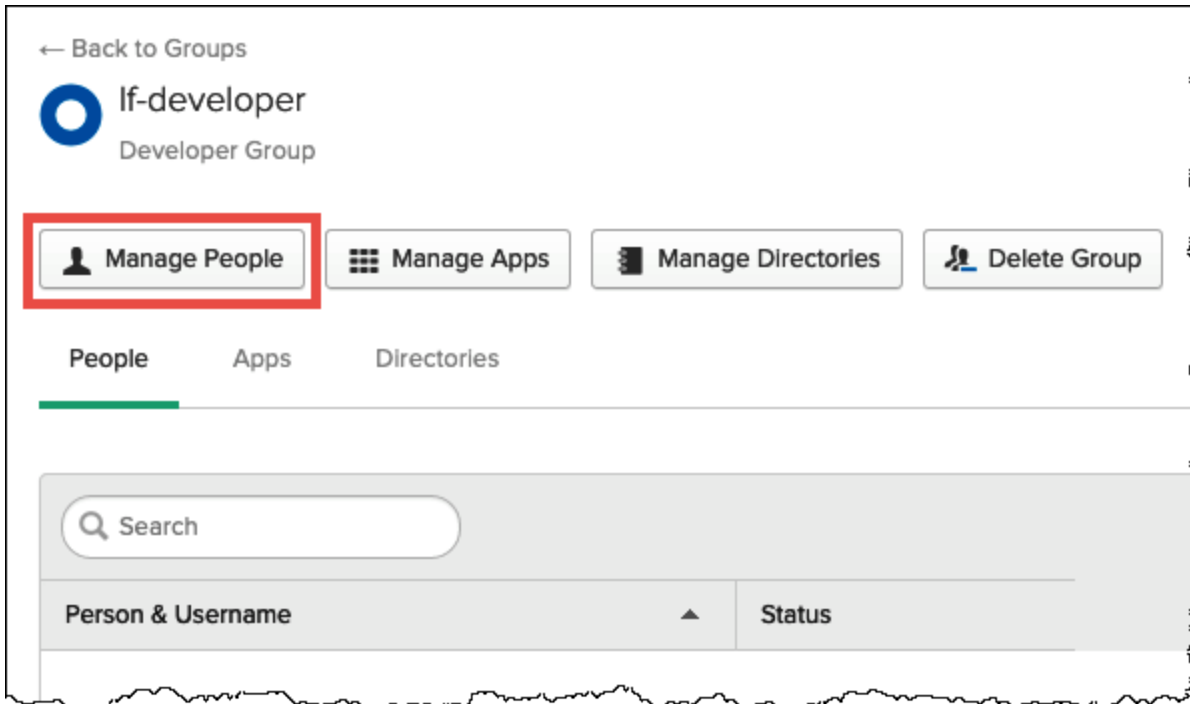 ← Back to Groups
lf-developer
Developer Group
Manage People Manage Apps Manage Directories Delete Group
People Apps Directories
Search
Person & Username Status